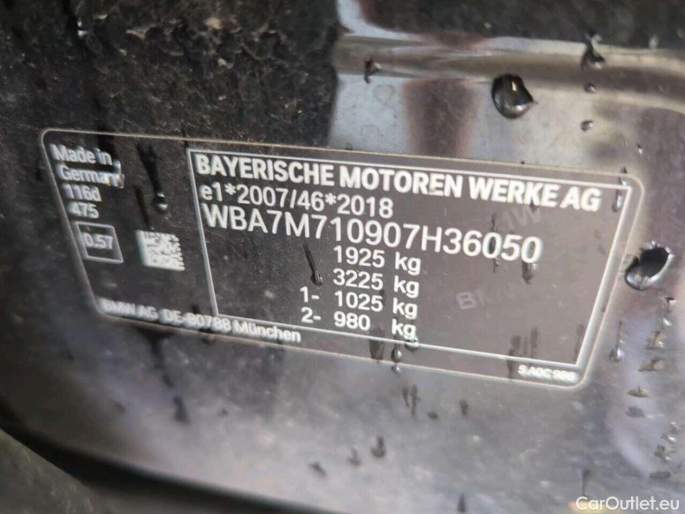 Made in
Germany
116d
475
0.57
BAYERISCHE MOTOREN WERKE AG
e1*2007/46*2018
WBA7M710907H36050
1925 kg
3225 kg
1- 1025 kg
2- 980 kg
BMW AG DE-80788 München
CarOutlet.eu